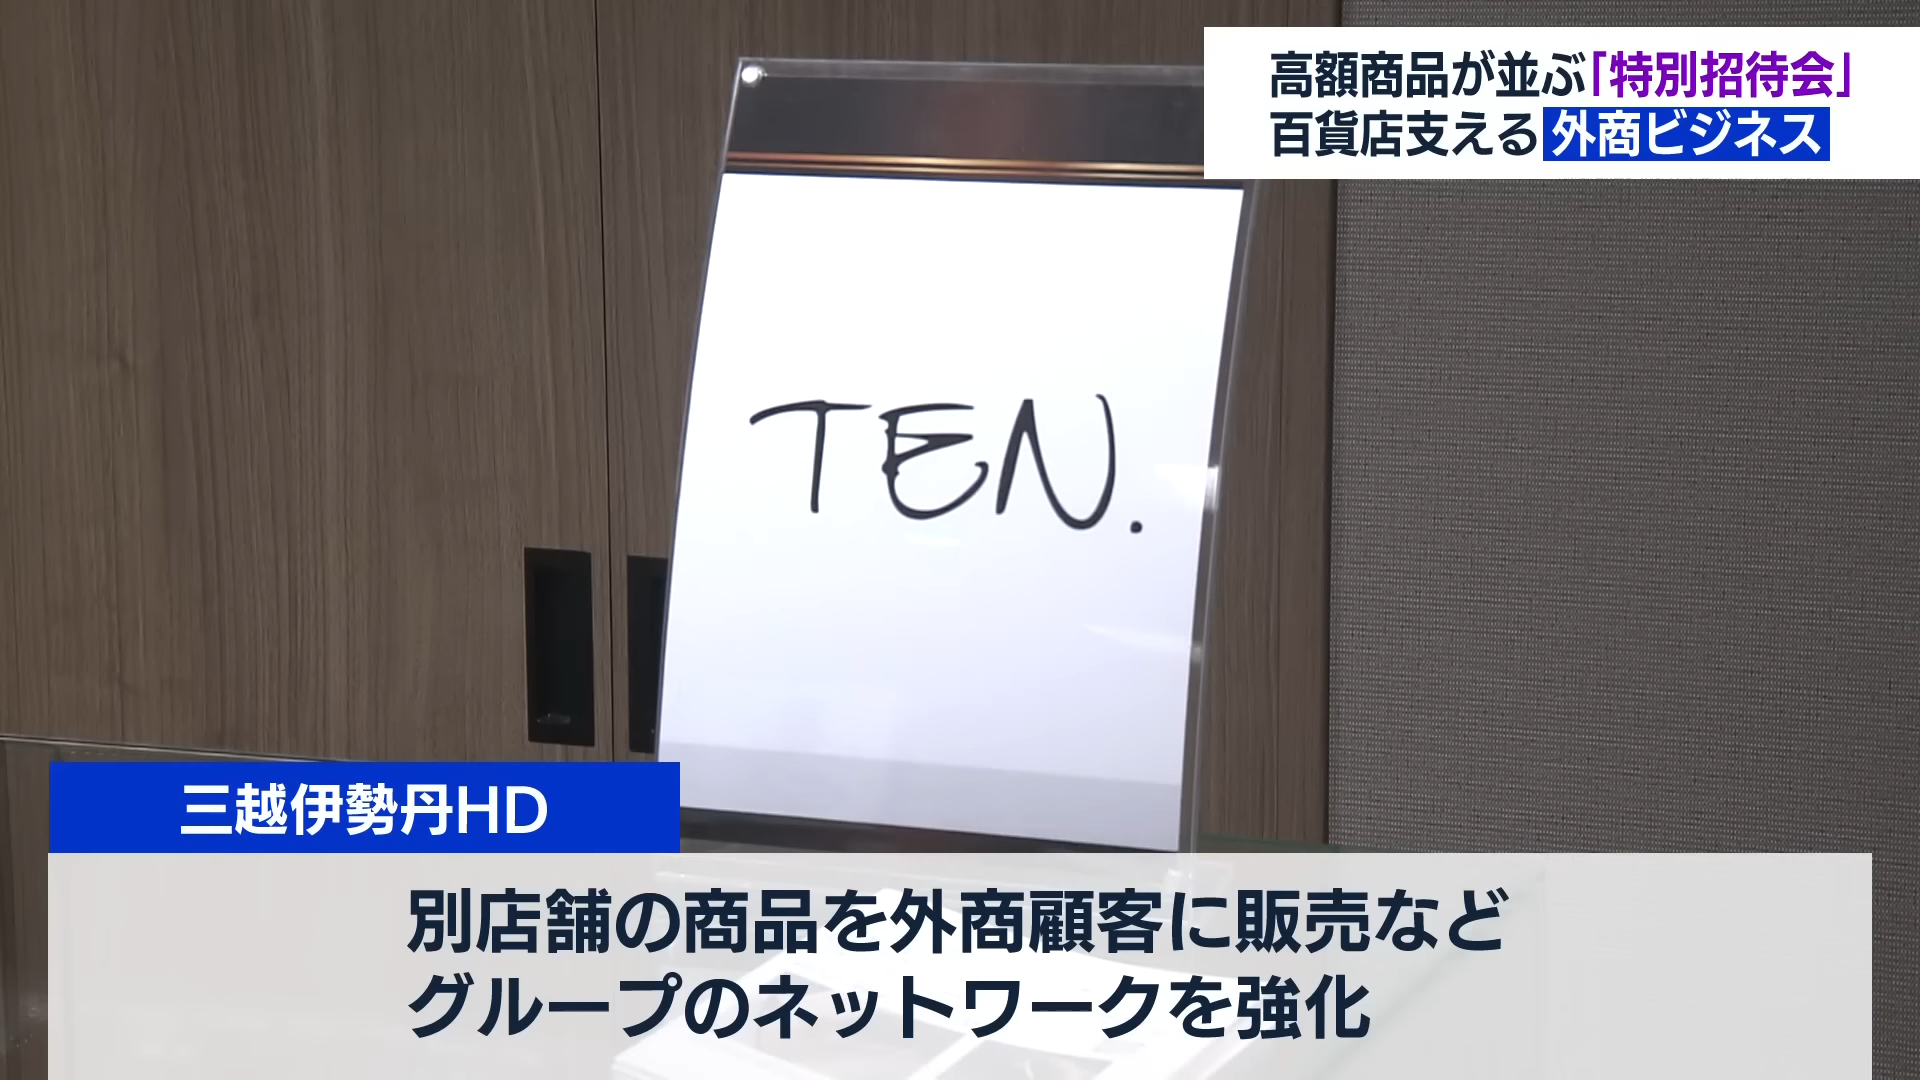 高額商品が並ぶ「特別招待会」
百貨店支える外商ビジネス
TEN.
三越伊勢丹HD
別店舗の商品を外商顧客に販売など
グループのネットワークを強化